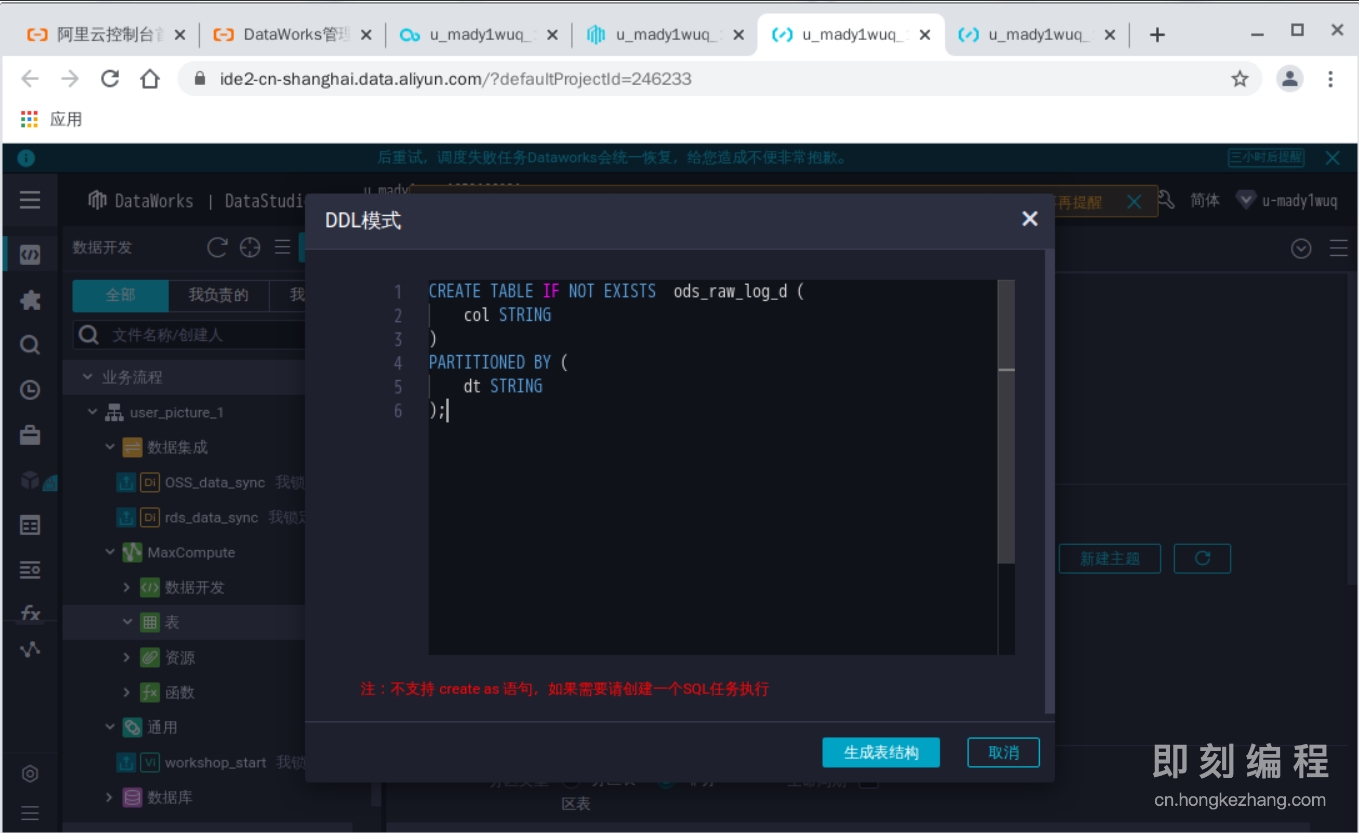 阿里云控制台首
DataWorks管理
u_mady1wuq_
u_mady1wuq_
u_mady1wuq_
u_mady1wuq_
ide2-cn-shanghai.data.aliyun.com/?defaultProjectId=246233
应用
后重试，调度失败任务Dataworks会统一恢复，给您造成不便非常抱歉。
三小时后提醒
DataWorks | DataStudio
再提醒
简体
u-mady1wuq
DDL模式
数据开发
全部
我负责的
我
文件名称/创建人
1 CREATE TABLE IF NOT EXISTS ods_raw_log_d (
2 col STRING
3 )
4 PARTITIONED BY (
5 dt STRING
6 );
业务流程
user_picture_1
数据集成
Di OSS_data_sync 我锁
Di rds_data_sync 我锁定
MaxCompute
数据开发
表
资源
函数
通用
Vi workshop_start 我锁
数据库
新建主题
注：不支持 create as 语句，如果需要请创建一个SQL任务执行
生成表结构
取消
区表
即刻编程
cn.hongkezhang.com